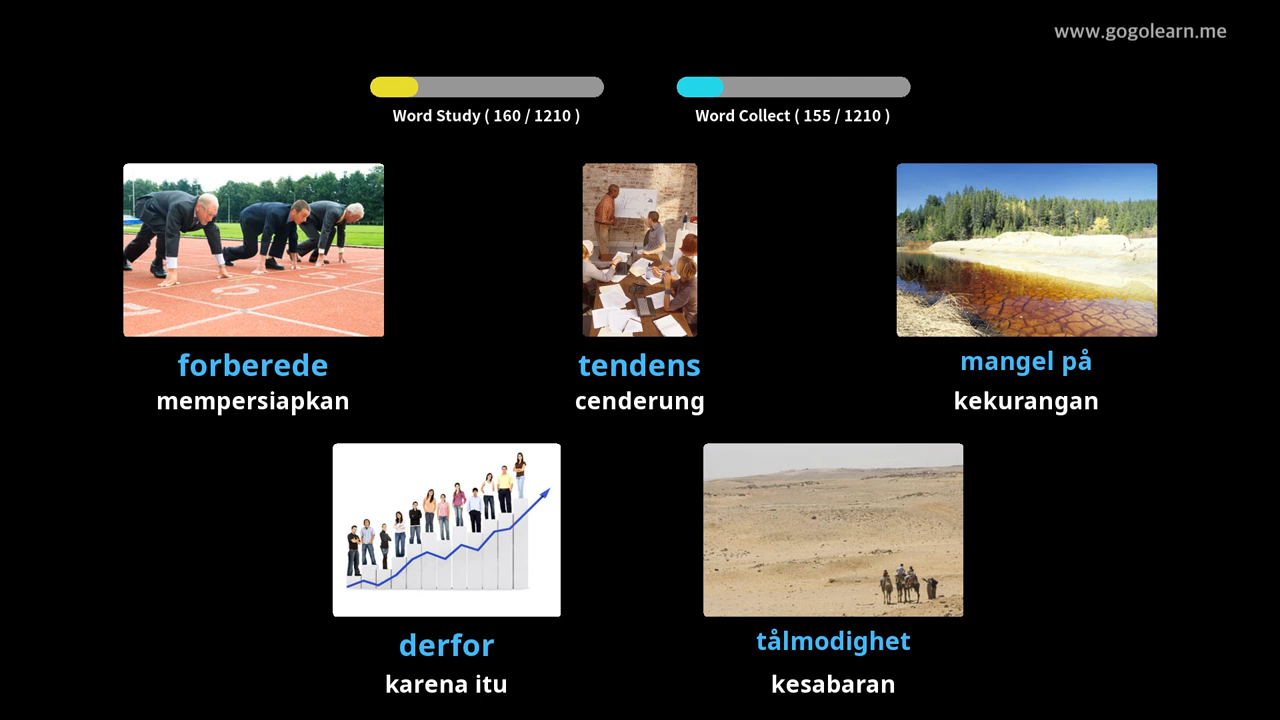 www.gogolearn.me
Word Study ( 160 / 1210 )
Word Collect ( 155 / 1210 )
forberede
mempersiapkan
tendens
cenderung
mangel på
kekurangan
derfor
karena itu
tålmodighet
kesabaran